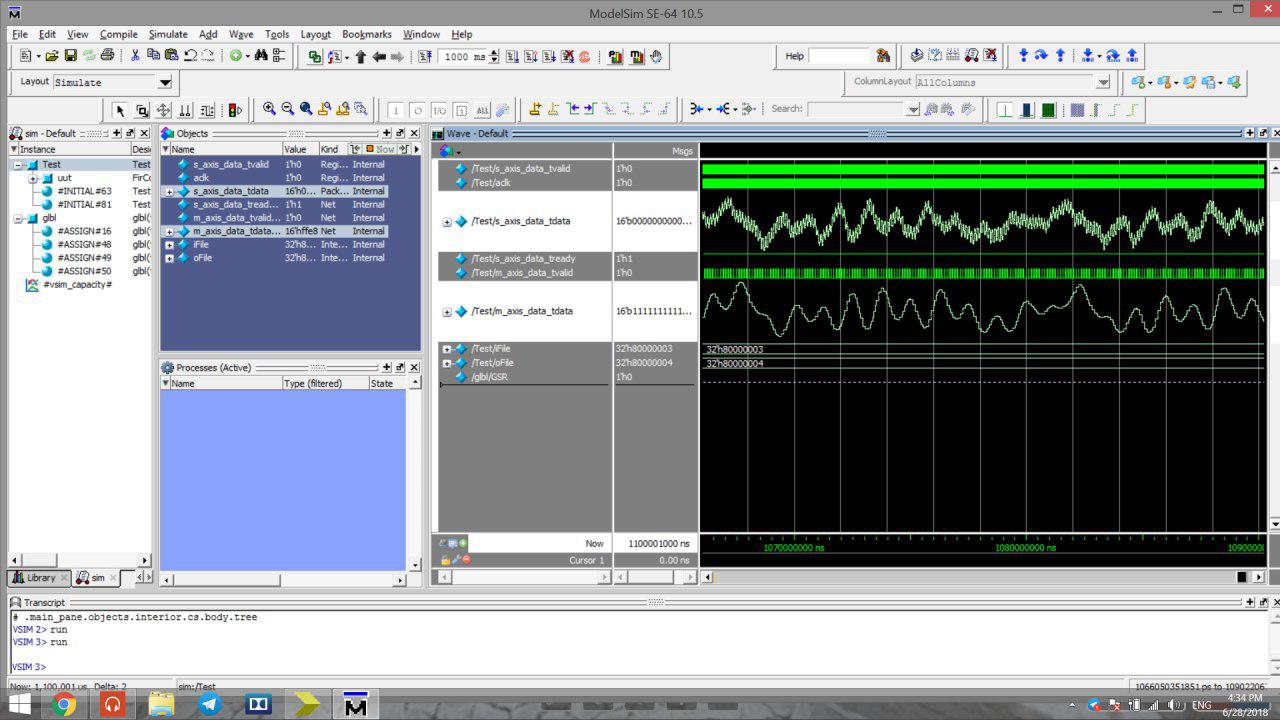 ModelSim SE-64 10.5
File Edit View Compile Simulate Add Wave Tools Layout Bookmarks Window Help
1000 ms
Help
Layout Simulate
ColumnLayout AllColumns
Search:
sim - Default
Instance Desi
Test Test
uut FirCo
#INITIAL#63 Test
#INITIAL#81 Test
glbl glbl(
#ASSIGN#16 glbl(
#ASSIGN#48 glbl(
#ASSIGN#49 glbl(
#ASSIGN#50 glbl(
#vsim_capacity#
Library sim
Objects
Name Value Kind Now
s_axis_data_tvalid 1'h0 Regi... Internal
aclk 1'h0 Regi... Internal
s_axis_data_tdata 16'h0... Pack... Internal
s_axis_data_tread... 1'h1 Net Internal
m_axis_data_tvalid... 1'h0 Net Internal
m_axis_data_tdata... 16'hffe8 Net Internal
iFile 32'h8... Inte... Internal
oFile 32'h8... Inte... Internal
Processes (Active)
Name Type (filtered) State
Wave - Default
Msgs
/Test/s_axis_data_tvalid 1'h0
/Test/aclk 1'h0
/Test/s_axis_data_tdata 16'b0000000000...
/Test/s_axis_data_tready 1'h1
/Test/m_axis_data_tvalid 1'h0
/Test/m_axis_data_tdata 16'b1111111111...
/Test/iFile 32'h80000003 32'h80000003
/Test/oFile 32'h80000004 32'h80000004
/glbl/GSR 1'h0
Now 1100001000 ns
1070000000 ns 1080000000 ns 10900000
Cursor 1 0.00 ns
Transcript
# .main_pane.objects.interior.cs.body.tree
VSIM 2> run
VSIM 3> run
VSIM 3>
Now: 1,100,001 us Delta: 2 sim:/Test 1066050351851 ps to 109022067
ENG
4:34 PM
6/28/2018